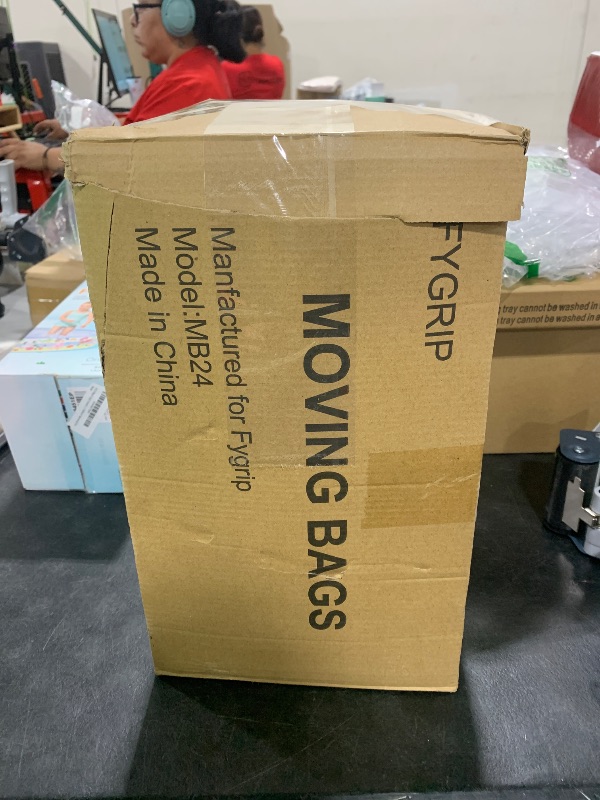 FYGRIP
MOVING BAGS
Manfactured for Fygrip
Model:MB24
Made in China
tray cannot be washed in
tray cannot be washed in a